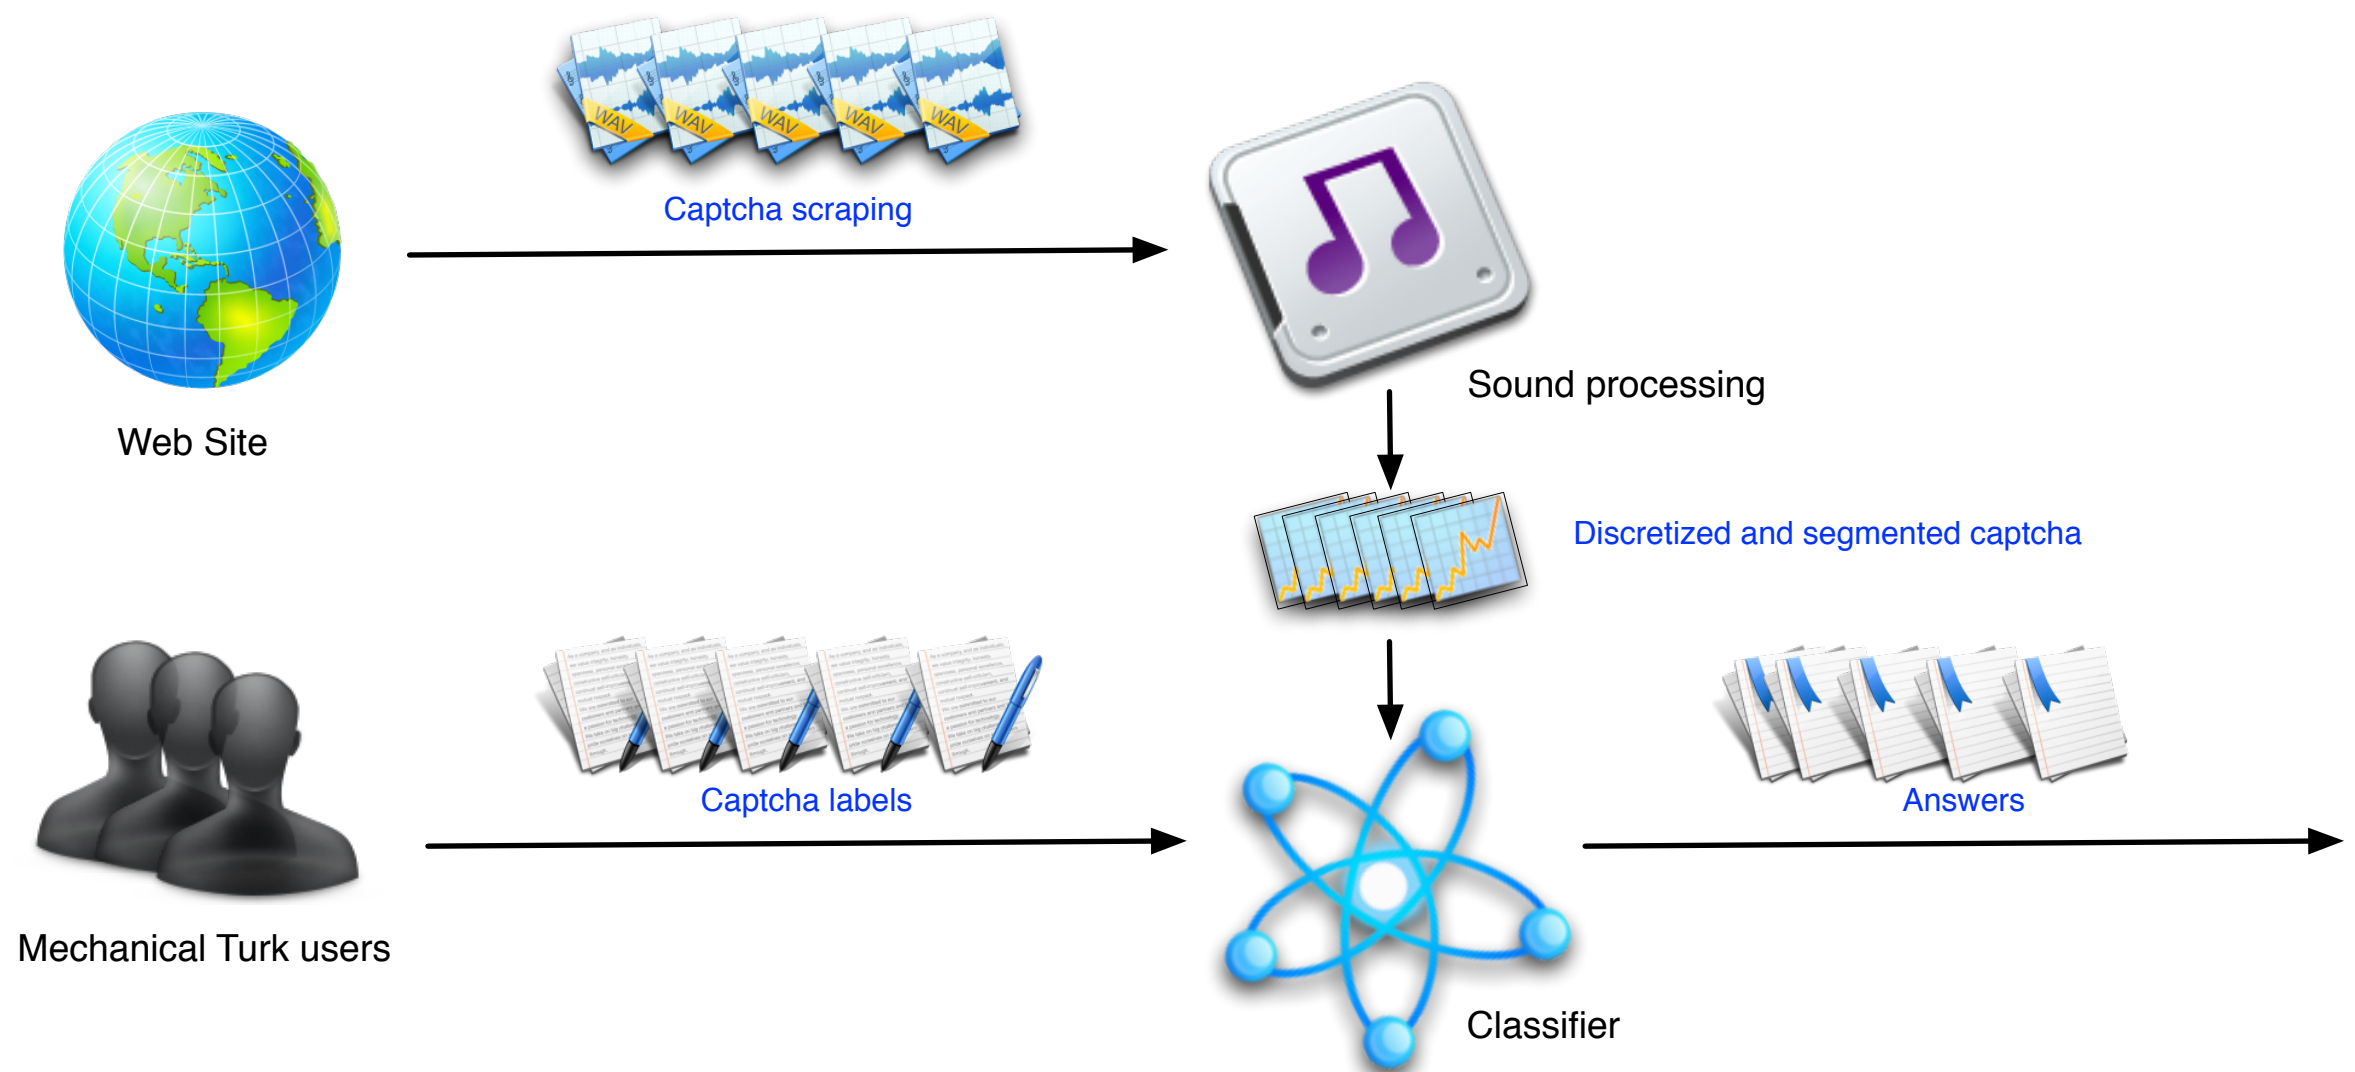 WAV WAV WAV WAV WAV
Captcha scraping
Web Site
Sound processing
Discretized and segmented captcha
Captcha labels
Answers
Mechanical Turk users
Classifier